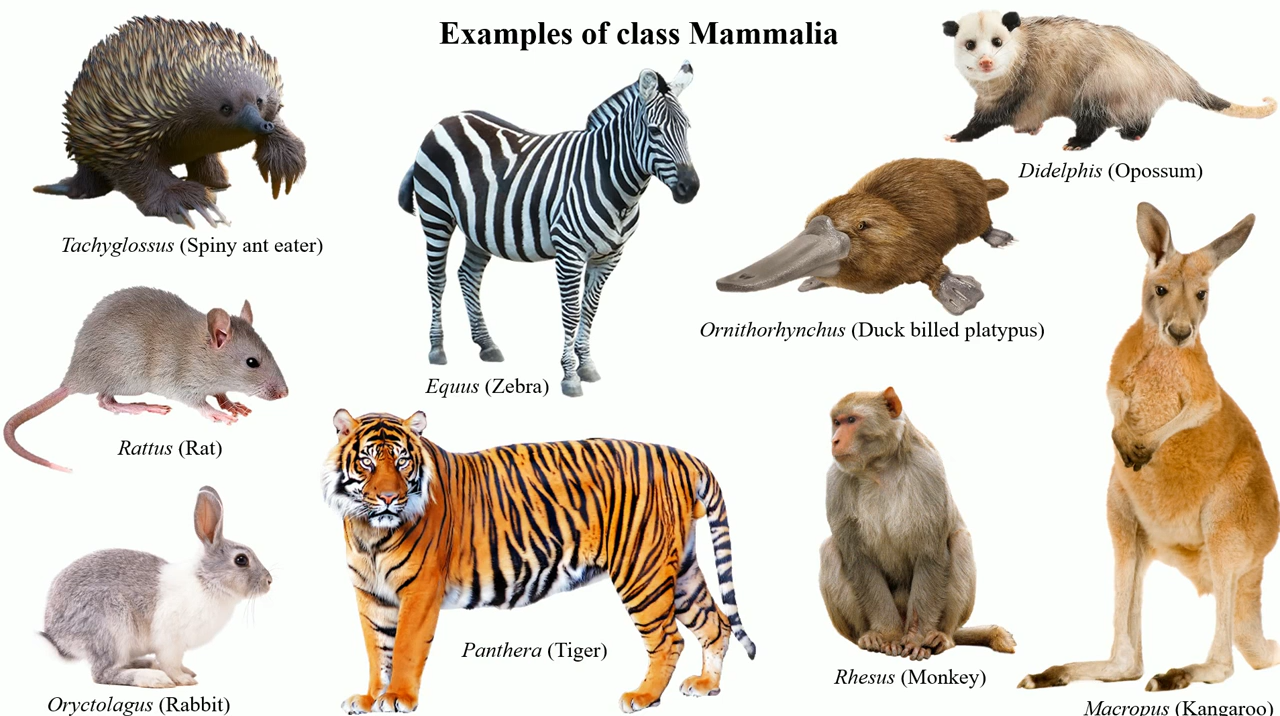 Examples of class Mammalia
Didelphis (Opossum)
Tachyglossus (Spiny ant eater)
Ornithorhynchus (Duck billed platypus)
Equus (Zebra)
Rattus (Rat)
Panthera (Tiger)
Rhesus (Monkey)
Oryctolagus (Rabbit)
Macropus (Kangaroo)